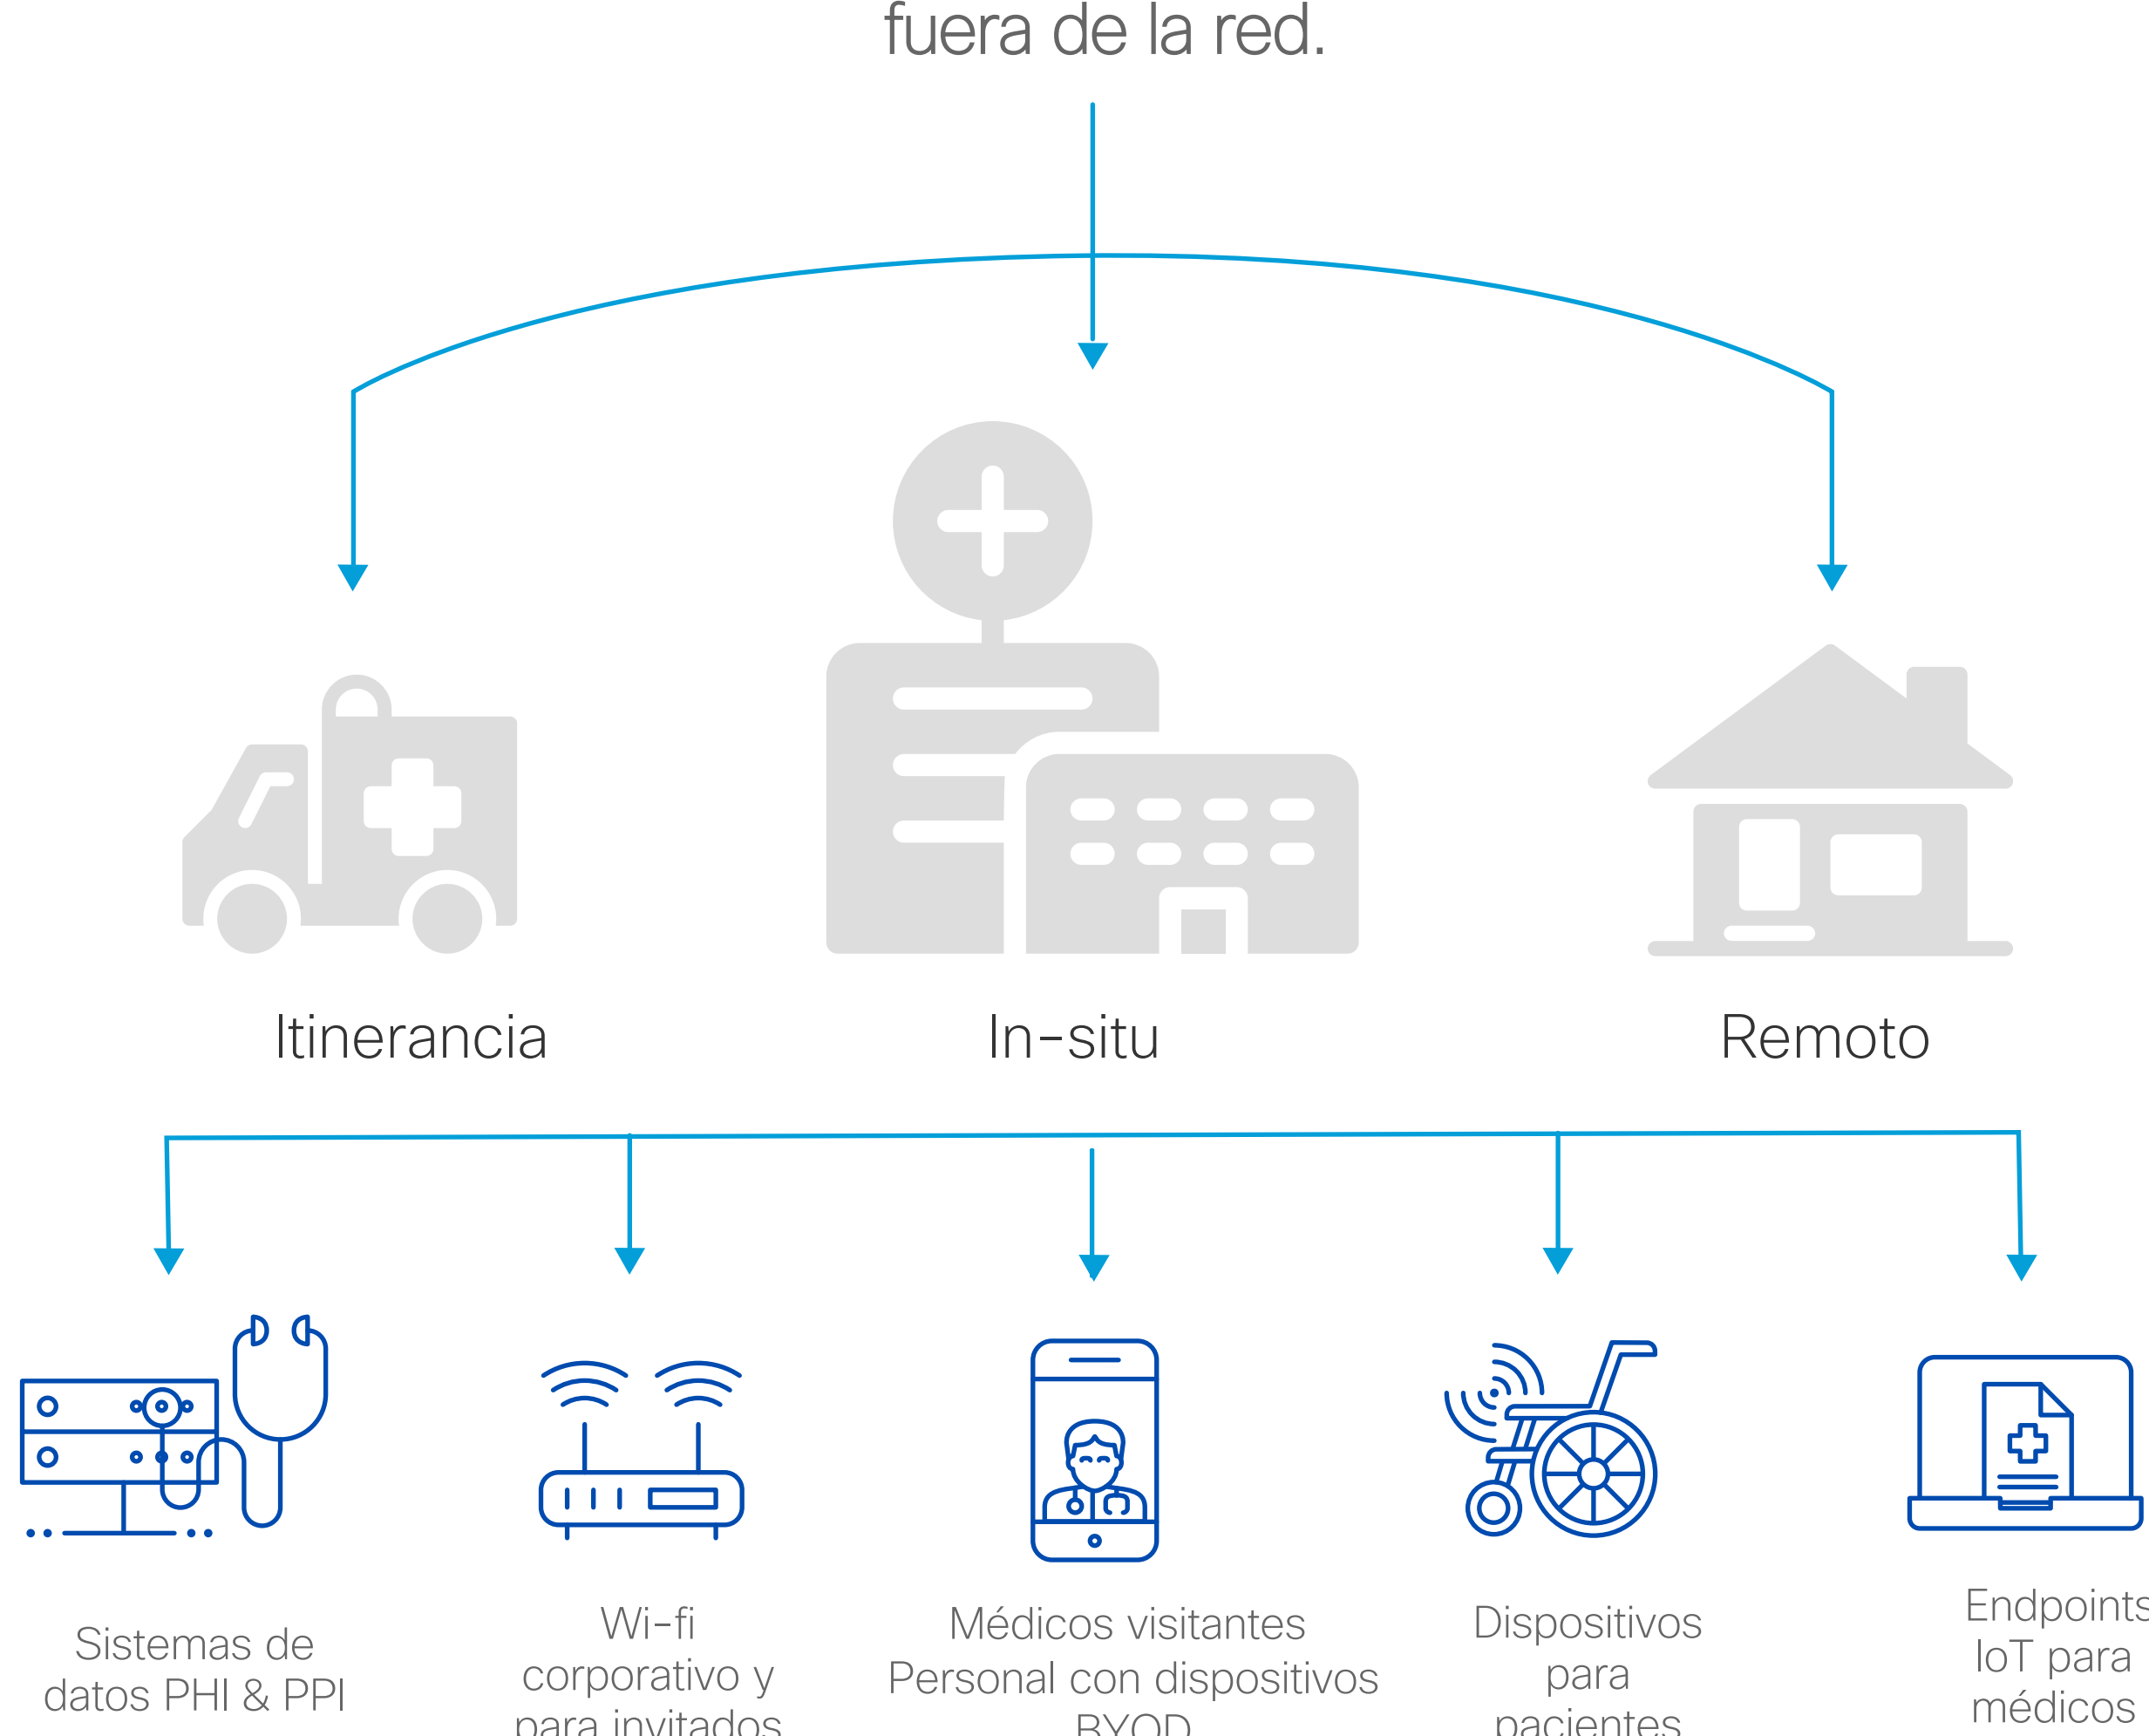 fuera de la red.
Itinerancia
In-situ
Remoto
Sistemas de
datos PHI & PPI
Wi-fi
corporativo y
para invitados
Médicos visitantes
Personal con dispositivos
BYOD
Dispositivos
para
pacientes
Endpoints
IoT para
médicos